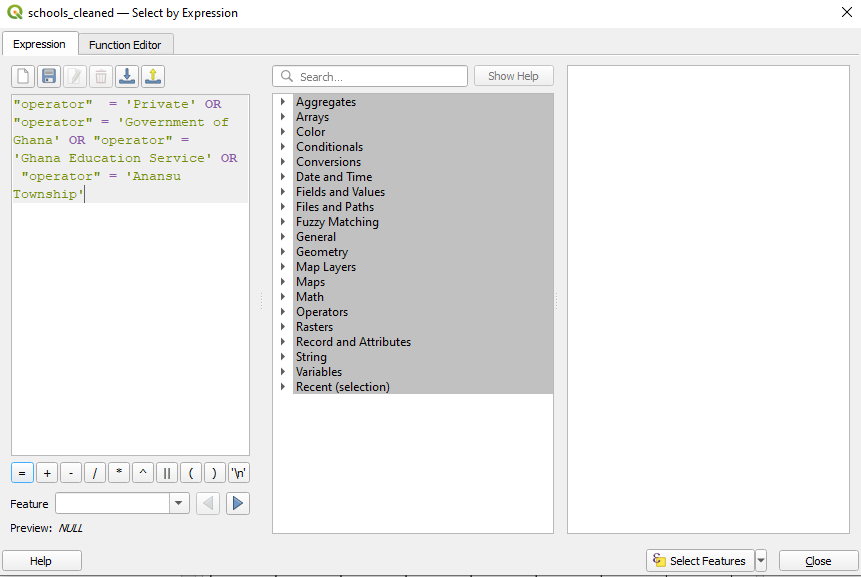 schools_cleaned — Select by Expression
Expression
Function Editor
Search...
Show Help
"operator"  = 'Private' OR
"operator" = 'Government of
Ghana' OR "operator" =
'Ghana Education Service' OR
 "operator" = 'Anansu
Township'
Aggregates
Arrays
Color
Conditionals
Conversions
Date and Time
Fields and Values
Files and Paths
Fuzzy Matching
General
Geometry
Map Layers
Maps
Math
Operators
Rasters
Record and Attributes
String
Variables
Recent (selection)
= + - / * ^ || ( ) '\n'
Feature
Preview: NULL
Help
Select Features
Close